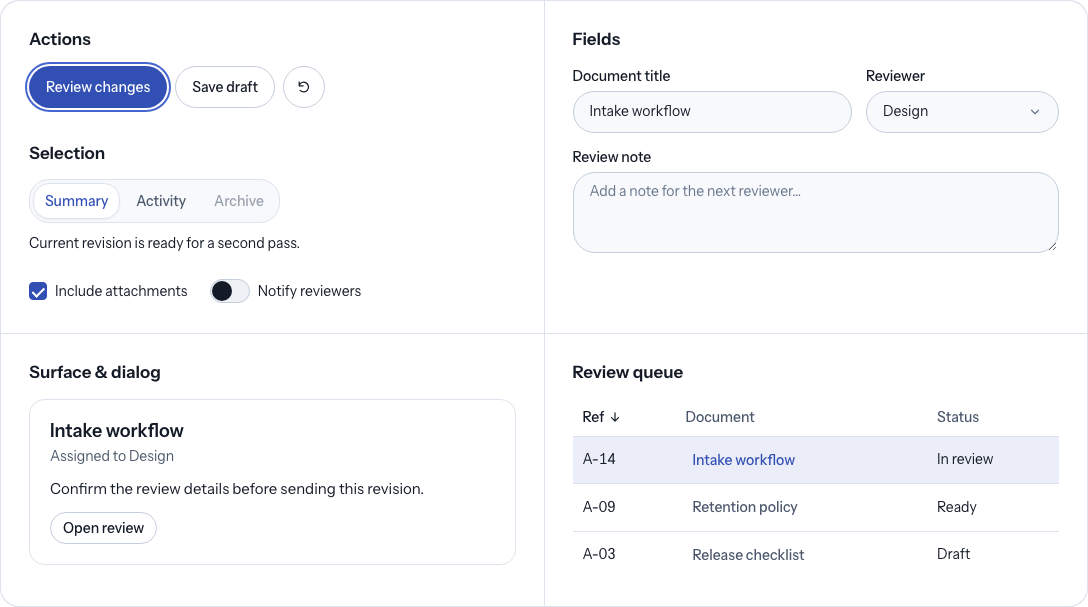 Actions
Review changes
Save draft
Selection
Summary
Activity
Archive
Current revision is ready for a second pass.
Include attachments
Notify reviewers
Fields
Document title
Reviewer
Intake workflow
Design
Review note
Add a note for the next reviewer...
Surface & dialog
Intake workflow
Assigned to Design
Confirm the review details before sending this revision.
Open review
Review queue
Ref ↓ Document Status
A-14 Intake workflow In review
A-09 Retention policy Ready
A-03 Release checklist Draft